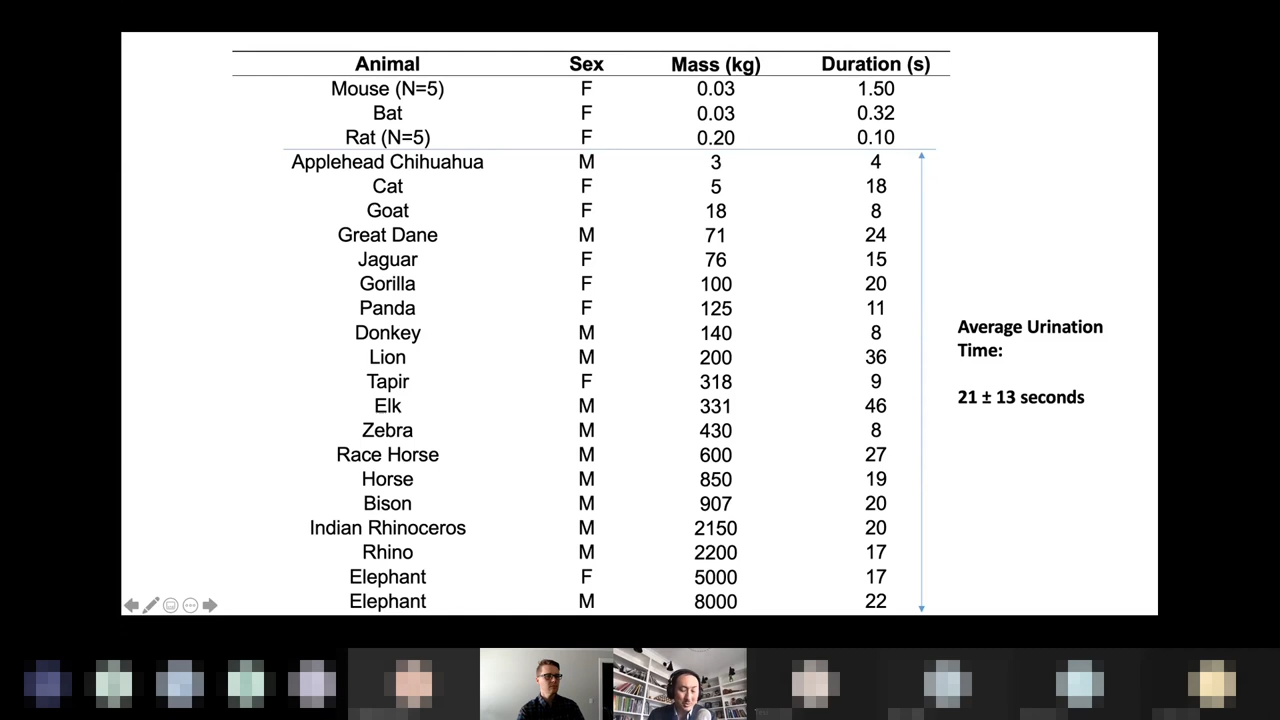 Animal Sex Mass (kg) Duration (s)
Mouse (N=5) F 0.03 1.50
Bat F 0.03 0.32
Rat (N=5) F 0.20 0.10
Applehead Chihuahua M 3 4
Cat F 5 18
Goat F 18 8
Great Dane M 71 24
Jaguar F 76 15
Gorilla F 100 20
Panda F 125 11
Donkey M 140 8
Lion M 200 36
Tapir F 318 9
Elk M 331 46
Zebra M 430 8
Race Horse M 600 27
Horse M 850 19
Bison M 907 20
Indian Rhinoceros M 2150 20
Rhino M 2200 17
Elephant F 5000 17
Elephant M 8000 22
Average Urination
Time:
21 ± 13 seconds